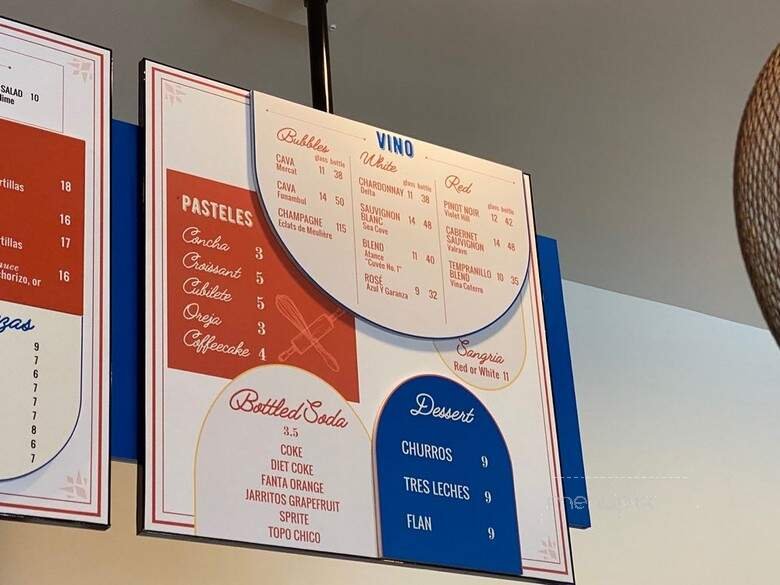 SALAD 10
lime
rtillas 18
16
rtillas 17
horizo, or 16
zas
9
7
6
7
7
7
8
6
7
VINO
Bubbles
glass bottle
CAVA 11 38
Mercat
CAVA 14 50
Fanambul
CHAMPAGNE 115
Eclats de Meulière
White
glass bottle
CHARDONNAY 11 38
Delta
SAUVIGNON
BLANC 14 48
Sea Cove
BLEND 11 40
Atance
"Cuvée No. 1"
ROSÉ 9 32
Azul Y Garanza
Red
glass bottle
PINOT NOIR 12 42
Violet Hill
CABERNET
SAUVIGNON 14 48
Valravn
TEMPRANILLO 10 35
BLEND
Vina Coterro
PASTELES
Concha 3
Croissant 5
Cubilete 5
Oreja 3
Coffeecake 4
Sangria
Red or White 11
Bottled Soda
3.5
COKE
DIET COKE
FANTA ORANGE
JARRITOS GRAPEFRUIT
SPRITE
TOPO CHICO
Dessert
CHURROS 9
TRES LECHES 9
FLAN 9